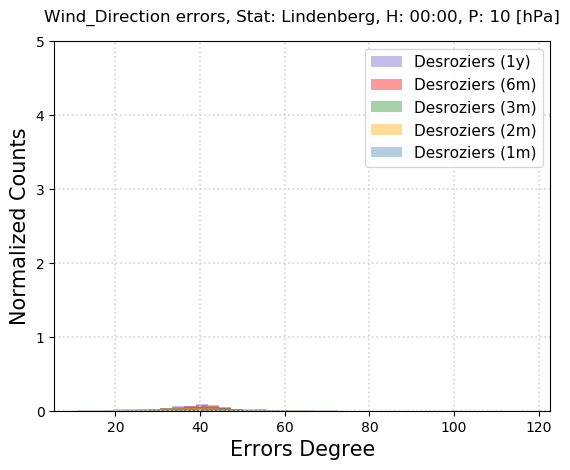 Wind_Direction errors, Stat: Lindenberg, H: 00:00, P: 10 [hPa]
Normalized Counts
5
4
3
2
1
0
Desroziers (1y)
Desroziers (6m)
Desroziers (3m)
Desroziers (2m)
Desroziers (1m)
20 40 60 80 100 120
Errors Degree